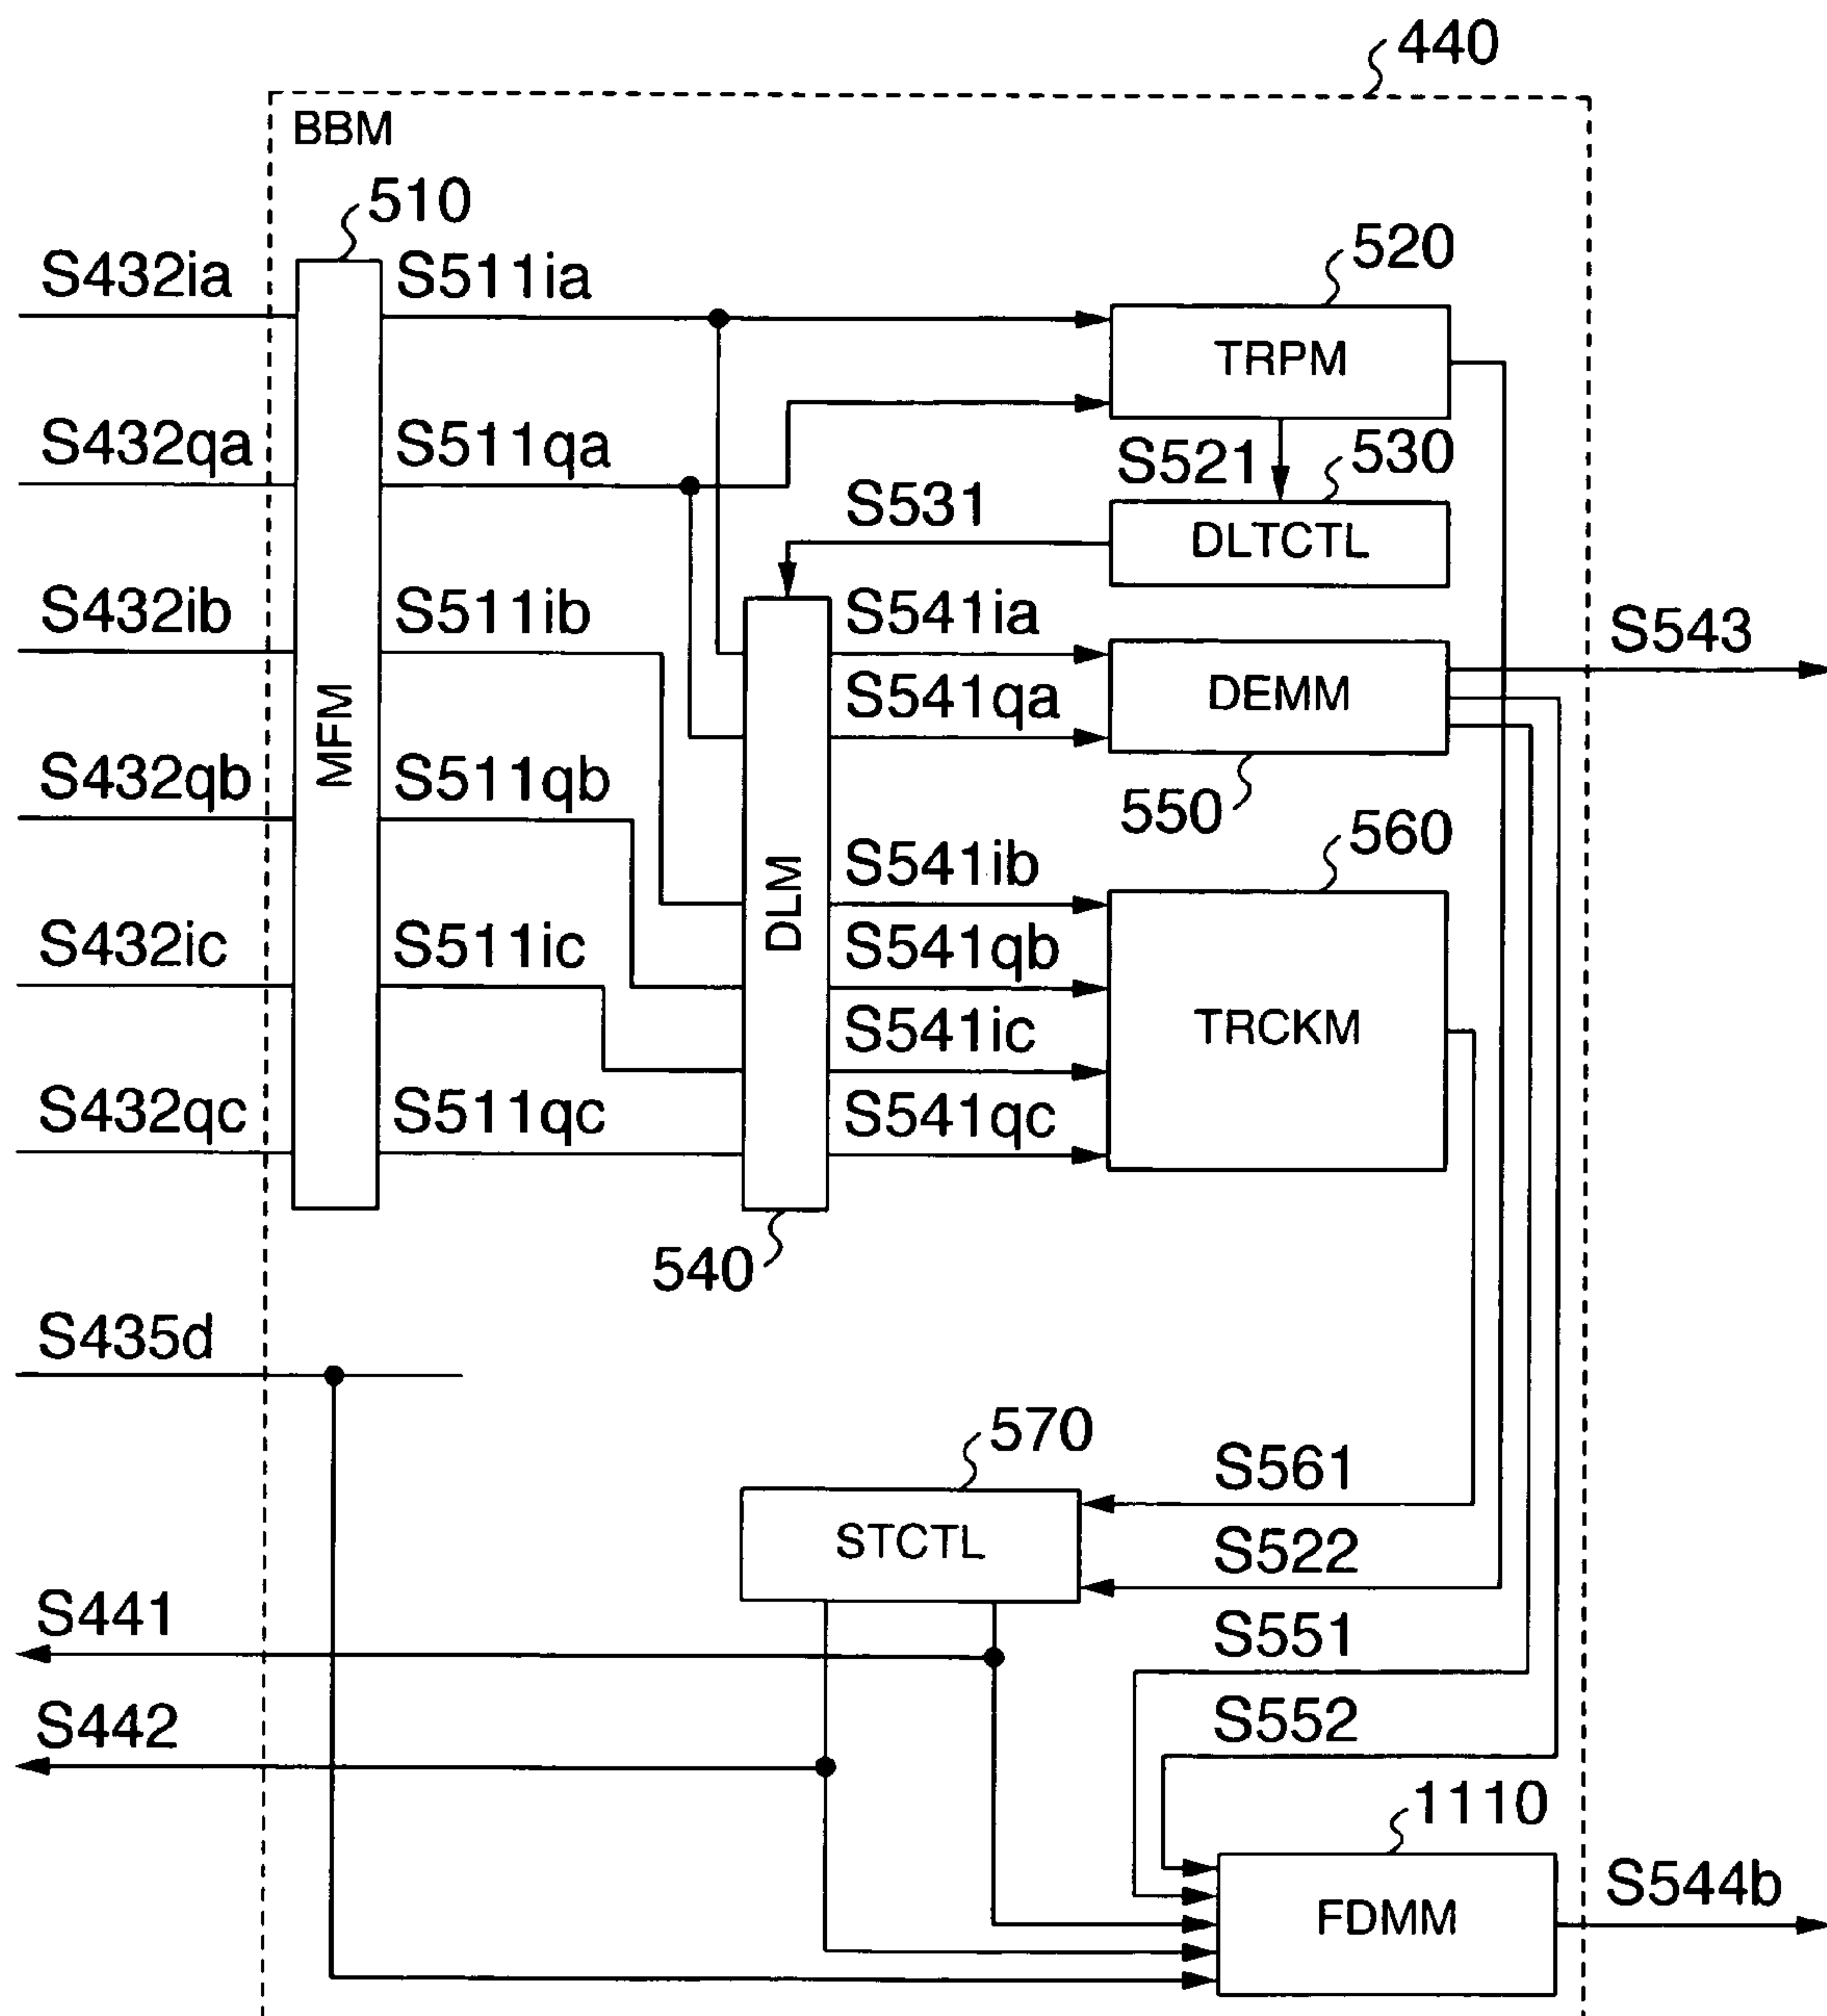 440
BBM
510
S432ia
S511ia
520
TRPM
S432qa
S511qa
S521
530
S531
DLTCTL
S432ib
S511ib
S541ia
S543
DEMM
S541qa
MFM
S432qb
S511qb
550
560
DLM
S541ib
S432ic
S511ic
S541qb
TRCKM
S541ic
S432qc
S511qc
S541qc
540
S435d
570
S561
STCTL
S522
S441
S551
S442
S552
1110
FDMM
S544b